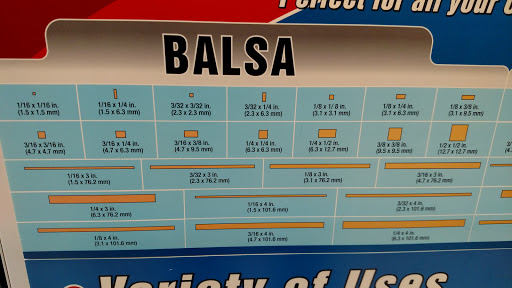 Perfect for all your
BALSA
1/16 x 1/16 in. 1/16 x 1/4 in. 3/32 x 3/32 in. 3/32 x 1/4 in. 1/8 x 1/8 in. 1/8 x 1/4 in. 1/8 x 3/8 in.
(1.5 x 1.5 mm) (1.5 x 6.3 mm) (2.3 x 2.3 mm) (2.3 x 6.3 mm) (3.1 x 3.1 mm) (3.1 x 6.3 mm) (3.1 x 9.5 mm)
3/16 x 3/16 in. 3/16 x 1/4 in. 3/16 x 3/8 in. 1/4 x 1/4 in. 1/4 x 1/2 in. 3/8 x 3/8 in. 1/2 x 1/2 in.
(4.7 x 4.7 mm) (4.7 x 6.3 mm) (4.7 x 9.5 mm) (6.3 x 6.3 mm) (6.3 x 12.7 mm) (9.5 x 9.5 mm) (12.7 x 12.7 mm)
1/16 x 3 in. 3/32 x 3 in. 1/8 x 3 in. 3/16 x 3 in.
(1.5 x 76.2 mm) (2.3 x 76.2 mm) (3.1 x 76.2 mm) (4.7 x 76.2 mm)
1/4 x 3 in. 1/16 x 4 in. 3/32 x 4 in.
(6.3 x 76.2 mm) (1.5 x 101.6 mm) (2.3 x 101.6 mm)
1/8 x 4 in. 3/16 x 4 in. 1/4 x 4 in.
(3.1 x 101.6 mm) (4.7 x 101.6 mm) (6.3 x 101.6 mm)
Variety of Uses